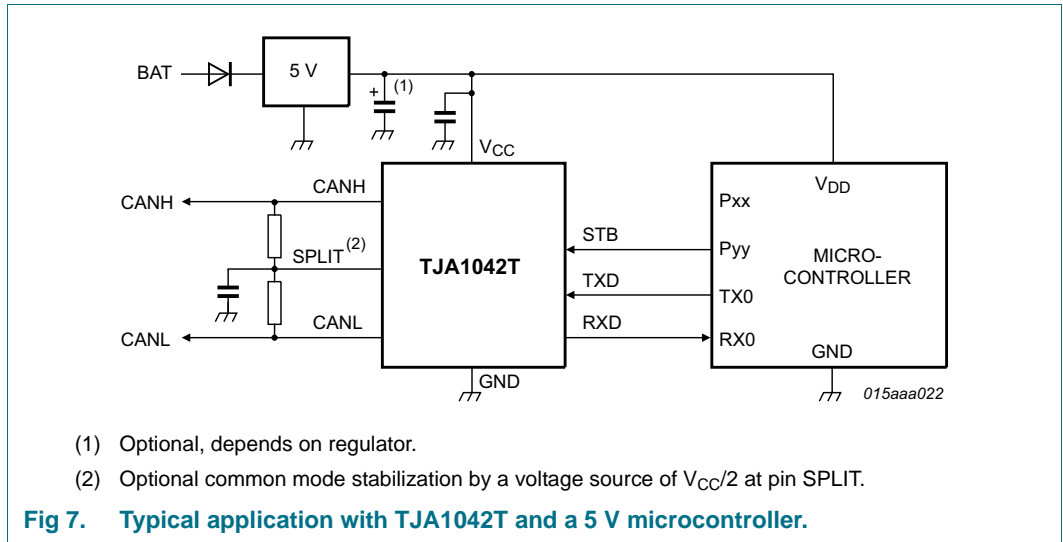 BAT
5 V
(1)
+
VCC
VDD
CANH
CANH
Pxx
SPLIT(2)
STB
Pyy
TJA1042T
MICRO-
CONTROLLER
TXD
TX0
CANL
CANL
RXD
RX0
GND
GND
015aaa022
(1) Optional, depends on regulator.
(2) Optional common mode stabilization by a voltage source of VCC/2 at pin SPLIT.
Fig 7. Typical application with TJA1042T and a 5 V microcontroller.